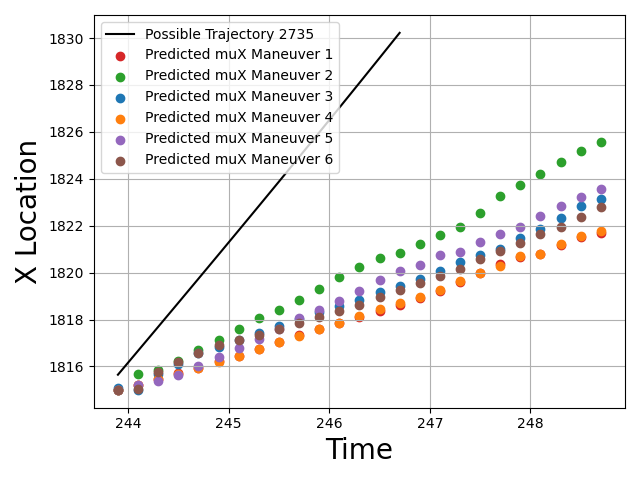 Possible Trajectory 2735
Predicted muX Maneuver 1
Predicted muX Maneuver 2
Predicted muX Maneuver 3
Predicted muX Maneuver 4
Predicted muX Maneuver 5
Predicted muX Maneuver 6
X Location
1830
1828
1826
1824
1822
1820
1818
1816
244 245 246 247 248
Time